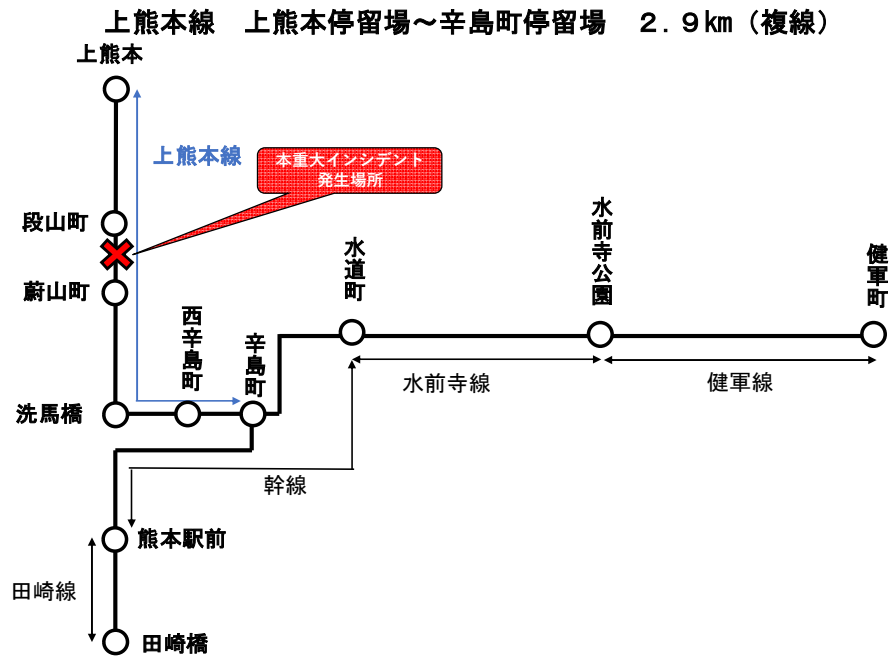 上熊本線　上熊本停留場～辛島町停留場　２．９㎞（複線）
上熊本
上熊本線
本重大インシデント
発生場所
段山町
蔚山町
洗馬橋
西辛島町
辛島町
水道町
水前寺公園
健軍町
水前寺線
健軍線
幹線
熊本駅前
田崎線
田崎橋